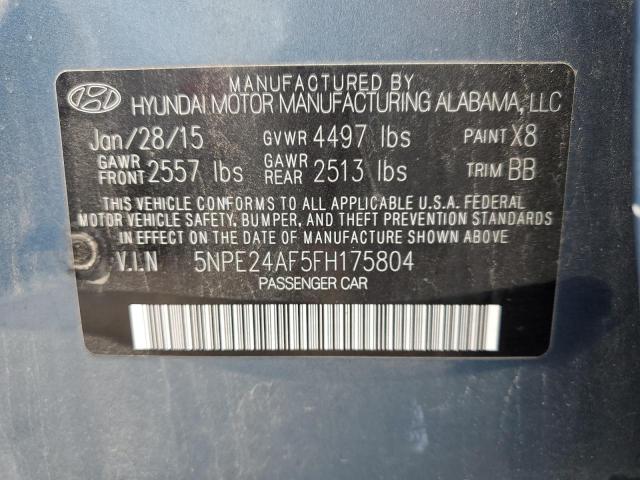 MANUFACTURED BY
HYUNDAI MOTOR MANUFACTURING ALABAMA, LLC
Jan/28/15 GVWR 4497 lbs PAINT X8
GAWR FRONT 2557 lbs GAWR REAR 2513 lbs TRIM BB
THIS VEHICLE CONFORMS TO ALL APPLICABLE U.S.A. FEDERAL
MOTOR VEHICLE SAFETY, BUMPER, AND THEFT PREVENTION STANDARDS
IN EFFECT ON THE DATE OF MANUFACTURE SHOWN ABOVE.
V.I.N 5NPE24AF5FH175804
PASSENGER CAR